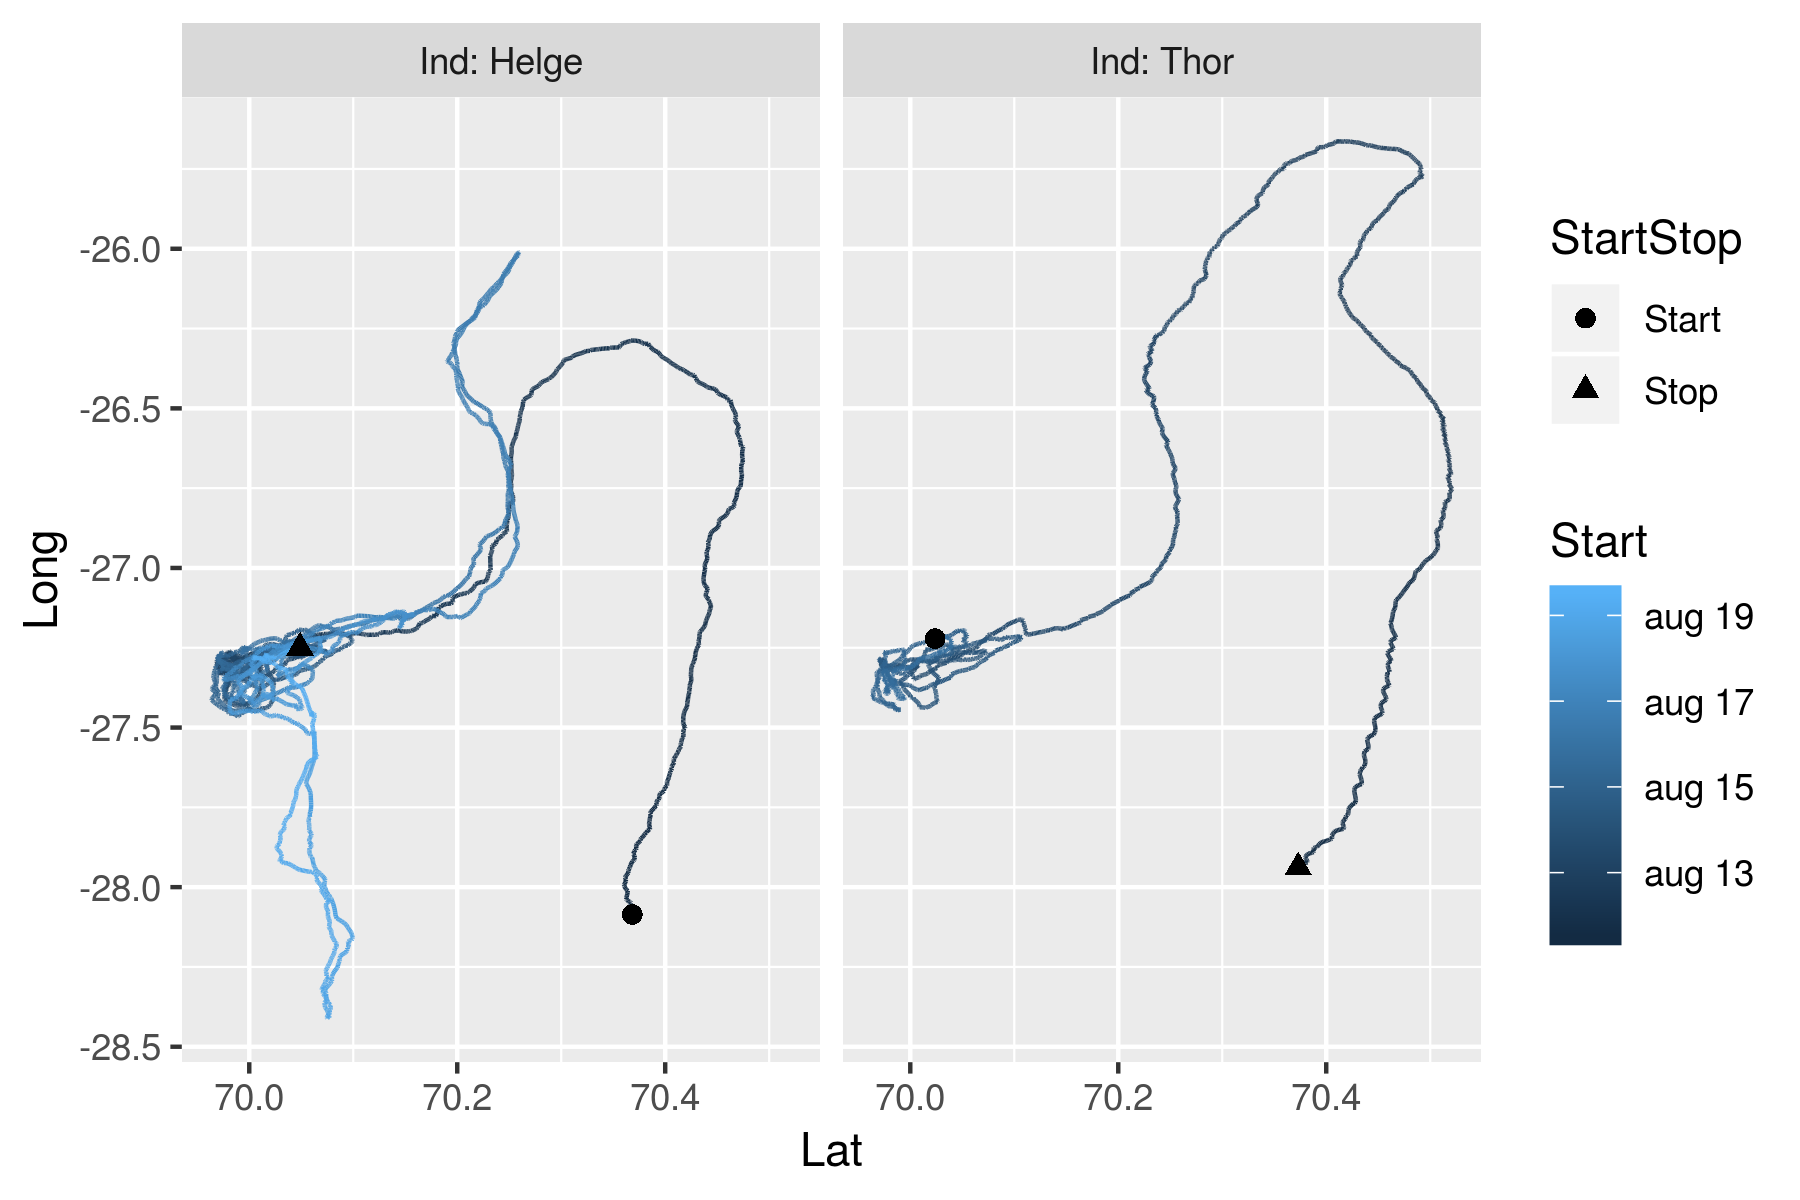 Ind: Helge
Ind: Thor
-26.0
-26.5
-27.0
-27.5
-28.0
-28.5
Long
70.0
70.2
70.4
70.0
70.2
70.4
Lat
StartStop
Start
Stop
Start
aug 19
aug 17
aug 15
aug 13